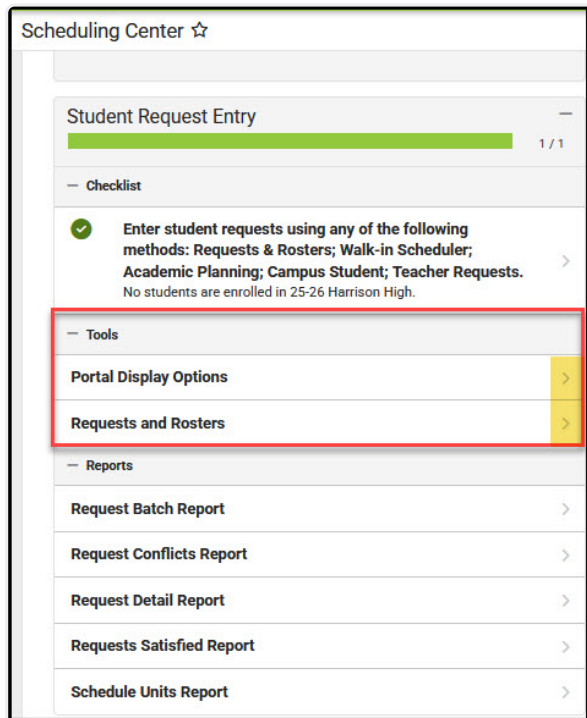 Scheduling Center ☆
Student Request Entry
1 / 1
Checklist
Enter student requests using any of the following
methods: Requests & Rosters; Walk-in Scheduler;
Academic Planning; Campus Student; Teacher Requests.
No students are enrolled in 25-26 Harrison High.
Tools
Portal Display Options
Requests and Rosters
Reports
Request Batch Report
Request Conflicts Report
Request Detail Report
Requests Satisfied Report
Schedule Units Report